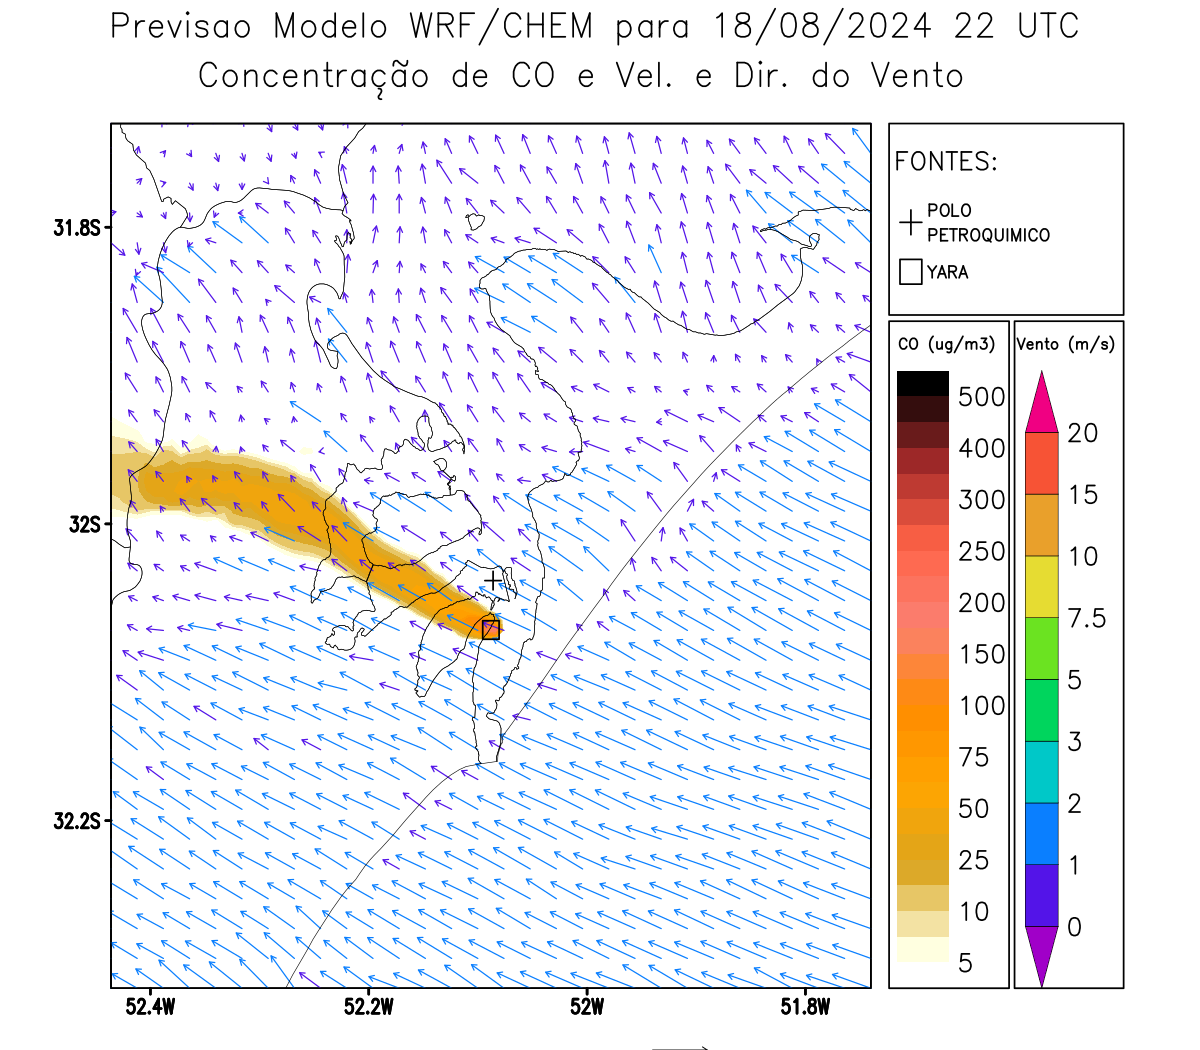 Previsao Modelo WRF/CHEM para 18/08/2024 22 UTC
Concentração de CO e Vel. e Dir. do Vento
FONTES:
POLO
PETROQUIMICO
YARA
CO (ug/m3)
500
400
300
250
200
150
100
75
50
25
10
5
Vento (m/s)
20
15
10
7.5
5
3
2
1
0
31.8S
32S
32.2S
52.4W
52.2W
52W
51.8W